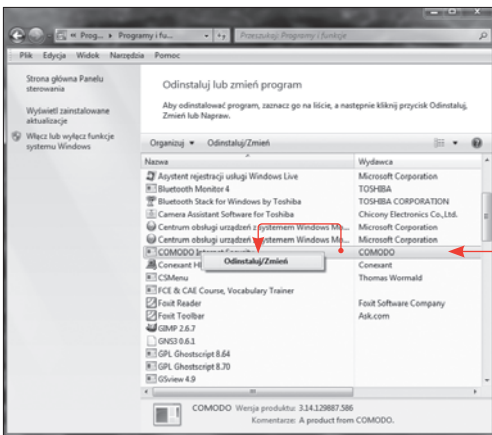 « Prog... ▸ Programy i fu...
Przeszukaj: Programy i funkcje
Plik Edycja Widok Narzędzia Pomoc
Strona główna Panelu
sterowania
Wyświetl zainstalowane
aktualizacje
Włącz lub wyłącz funkcje
systemu Windows
Odinstaluj lub zmień program
Aby odinstalować program, zaznacz go na liście, a następnie kliknij przycisk Odinstaluj,
Zmień lub Napraw.
Organizuj Odinstaluj/Zmień
Nazwa Wydawca
Asystent rejestracji usługi Windows Live Microsoft Corporation
Bluetooth Monitor 4 TOSHIBA
Bluetooth Stack for Windows by Toshiba TOSHIBA CORPORATION
Camera Assistant Software for Toshiba Chicony Electronics Co.,Ltd.
Centrum obsługi urządzeń z systemem Windows Mo... Microsoft Corporation
Centrum obsługi urządzeń z systemem Windows Mo... Microsoft Corporation
COMODO Internet Security COMODO
Conexant H Conexant
Odinstaluj/Zmień
CSMenu Thomas Wormald
FCE & CAE Course, Vocabulary Trainer
Foxit Reader Foxit Software Company
Foxit Toolbar Ask.com
GIMP 2.6.7
GNS3 0.6.1
GPL Ghostscript 8.64
GPL Ghostscript 8.70
GSview 4.9
COMODO Wersja produktu: 3.14.129887.586
Komentarze: A product from COMODO.